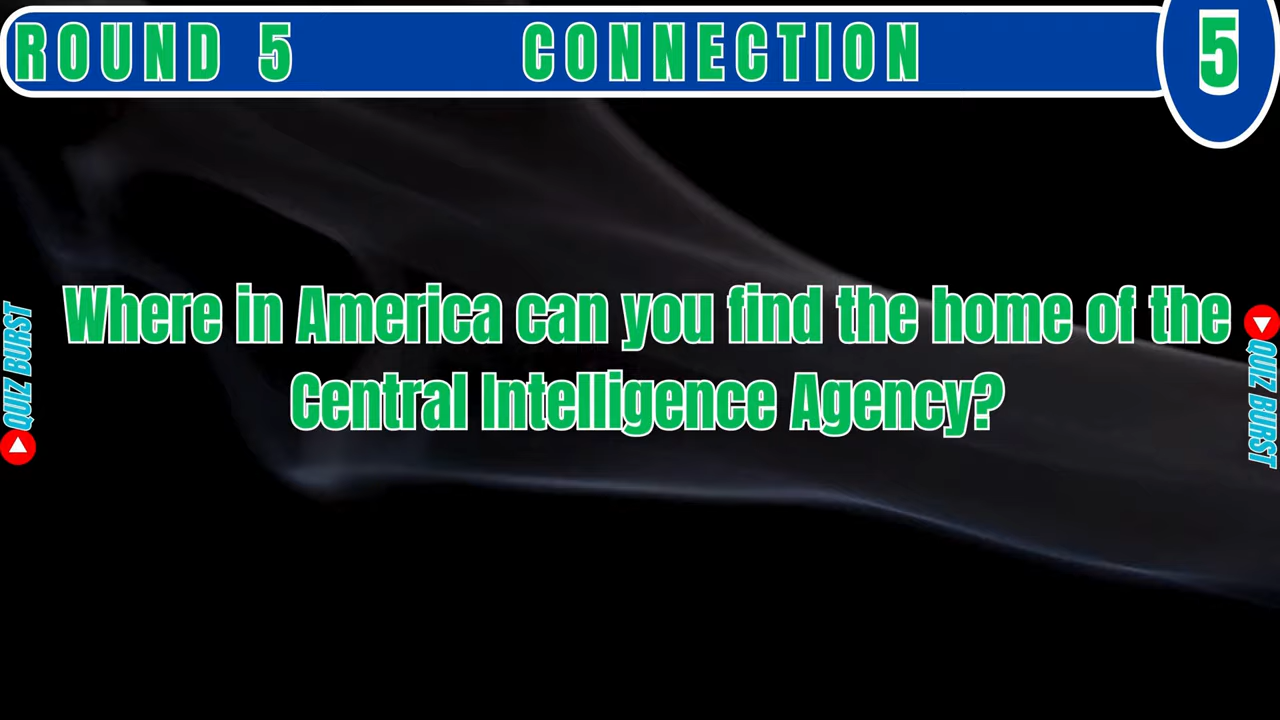 ROUND 5 CONNECTION 5
Where in America can you find the home of the
Central Intelligence Agency?
QUIZ BURST
QUIZ BURST